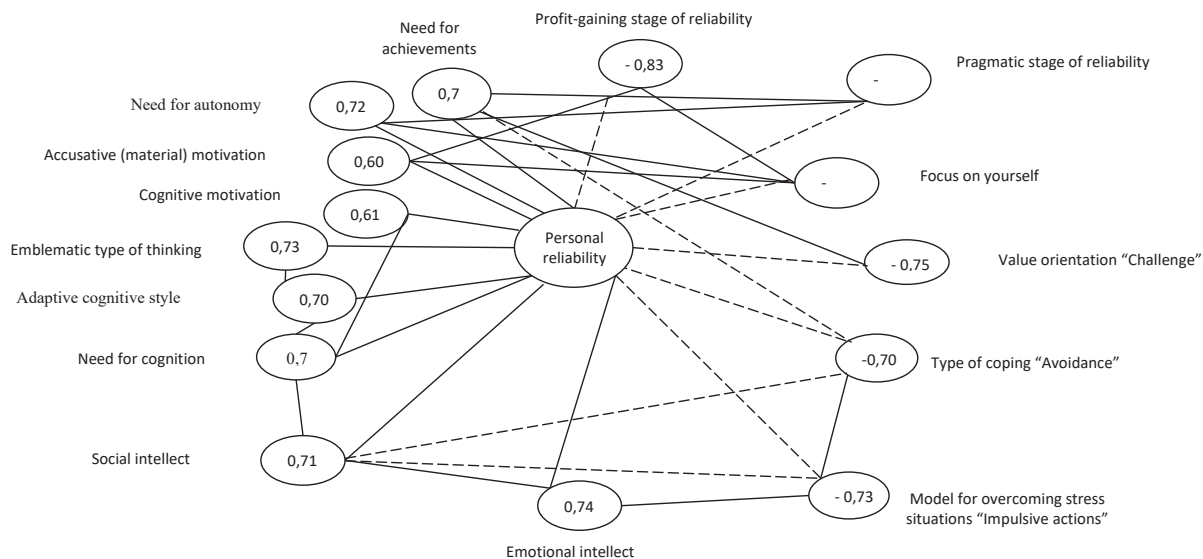 Profit-gaining stage of reliability
Need for
achievements
- 0,83
Pragmatic stage of reliability
-
Need for autonomy
0,72
0,7
Accusative (material) motivation
0,60
-
Focus on yourself
Cognitive motivation
0,61
Emblematic type of thinking
0,73
Personal
reliability
- 0,75
Value orientation “Challenge”
Adaptive cognitive style
0,70
Need for cognition
0,7
-0,70
Type of coping “Avoidance”
Social intellect
0,71
0,74
- 0,73
Model for overcoming stress
situations “Impulsive actions”
Emotional intellect